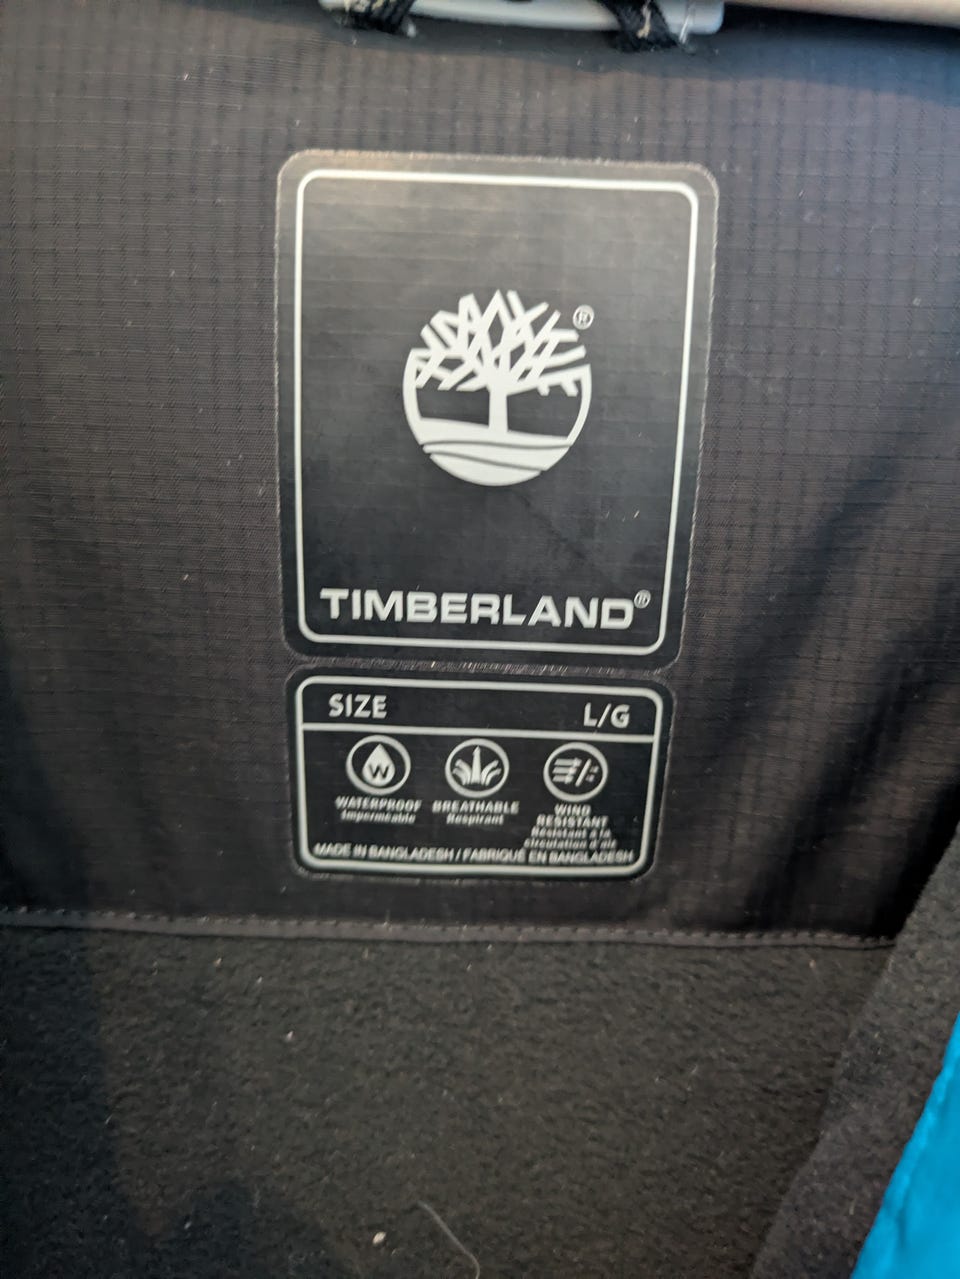 ®
TIMBERLAND®
SIZE L/G
W
WATERPROOF
Imperméable
BREATHABLE
Respirant
WIND
RESISTANT
Résistant à la
circulation d'air
MADE IN BANGLADESH / FABRIQUÉ EN BANGLADESH